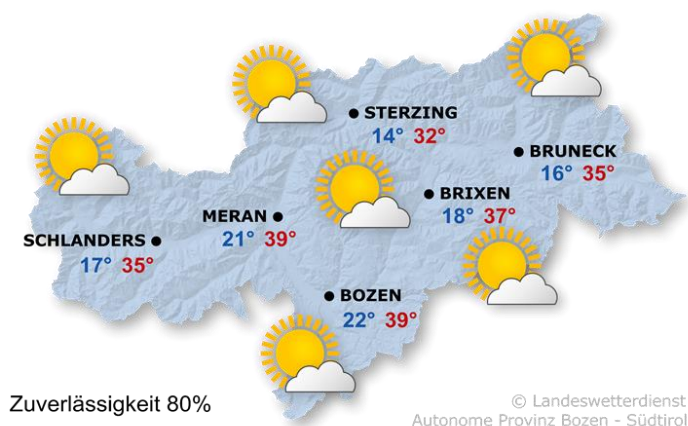 STERZING
14° 32°
BRUNECK
16° 35°
BRIXEN
18° 37°
MERAN
21° 39°
SCHLANDERS
17° 35°
BOZEN
22° 39°
Zuverlässigkeit 80%
© Landeswetterdienst
Autonome Provinz Bozen - Südtirol